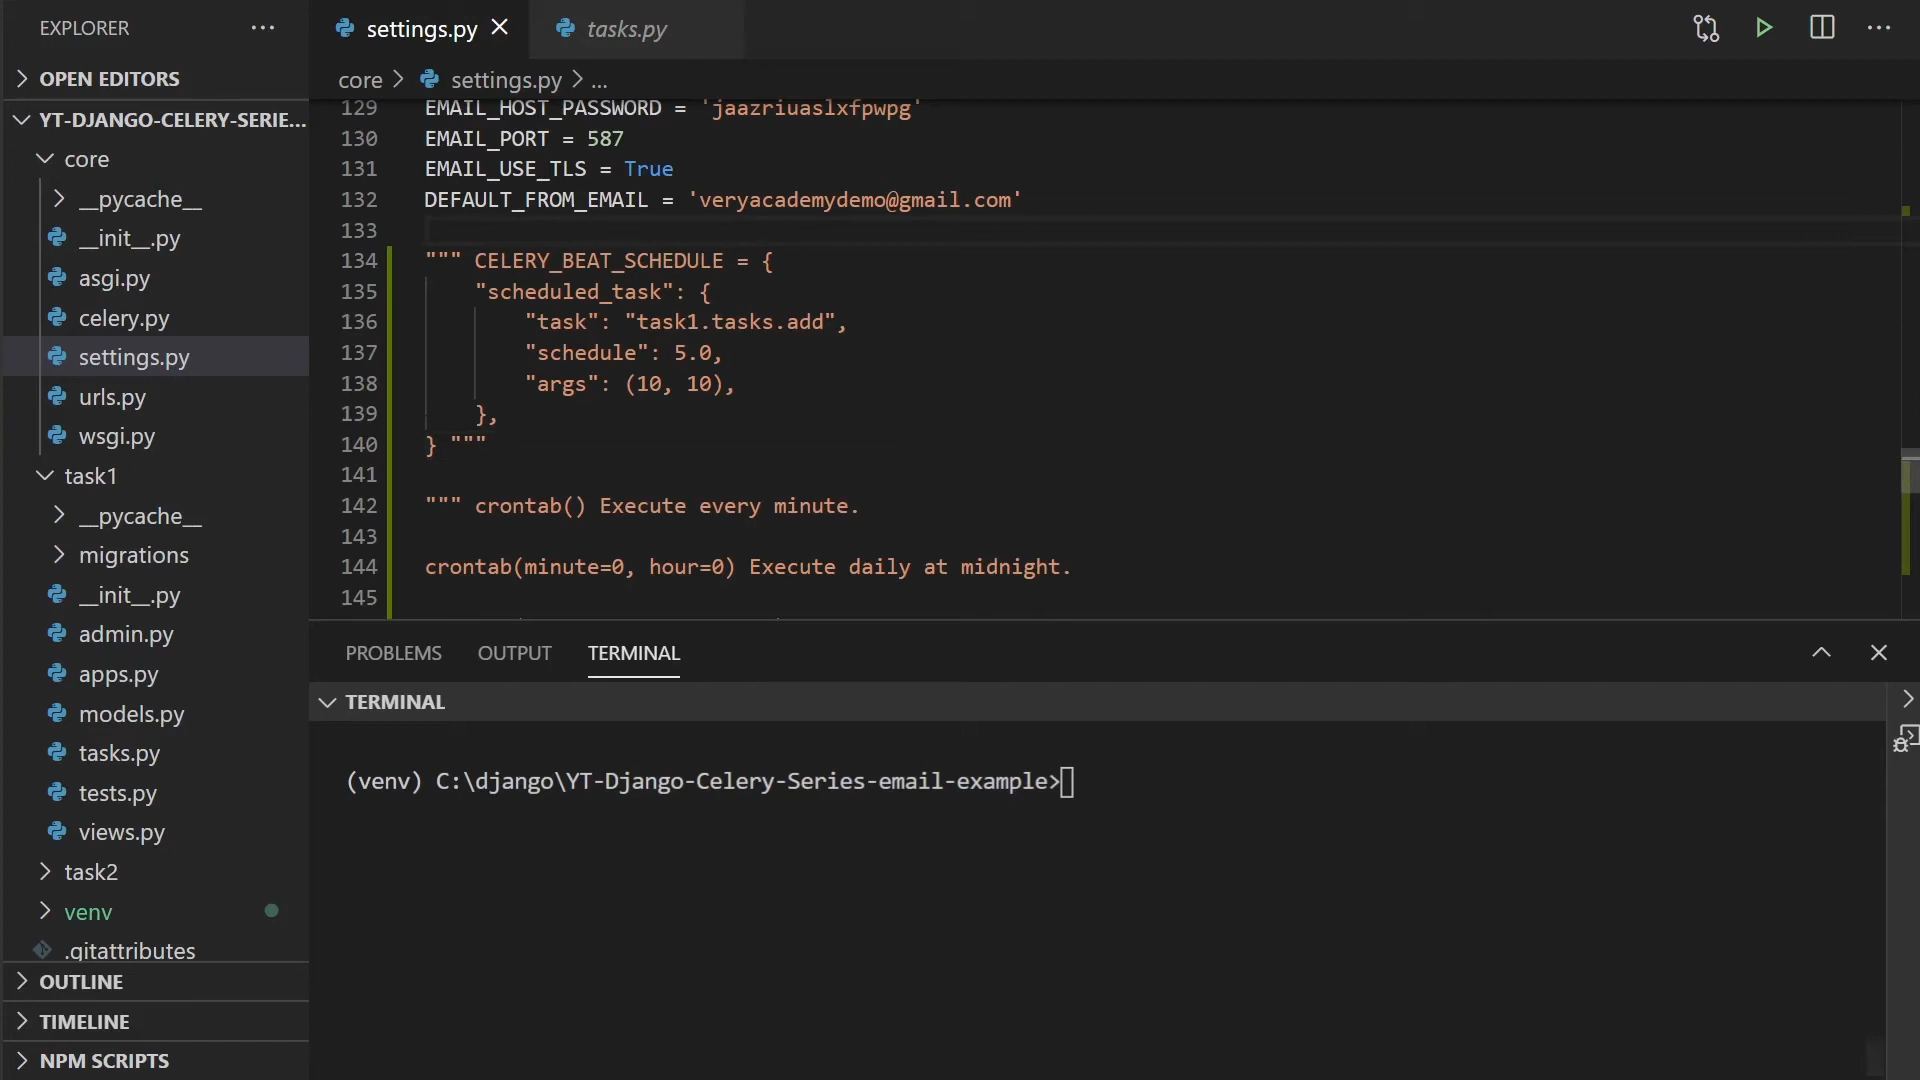 EXPLORER
OPEN EDITORS
YT-DJANGO-CELERY-SERIE...
core
__pycache__
__init__.py
asgi.py
celery.py
settings.py
urls.py
wsgi.py
task1
__pycache__
migrations
__init__.py
admin.py
apps.py
models.py
tasks.py
tests.py
views.py
task2
venv
.gitattributes
OUTLINE
TIMELINE
NPM SCRIPTS
settings.py
tasks.py
core > settings.py > ...
129 EMAIL_HOST_PASSWORD = 'jaazriuaslxfpwpg'
130 EMAIL_PORT = 587
131 EMAIL_USE_TLS = True
132 DEFAULT_FROM_EMAIL = 'veryacademydemo@gmail.com'
133
134 """ CELERY_BEAT_SCHEDULE = {
135 "scheduled_task": {
136 "task": "task1.tasks.add",
137 "schedule": 5.0,
138 "args": (10, 10),
139 },
140 } """
141
142 """ crontab() Execute every minute.
143
144 crontab(minute=0, hour=0) Execute daily at midnight.
145
PROBLEMS OUTPUT TERMINAL
TERMINAL
(venv) C:\django\YT-Django-Celery-Series-email-example>